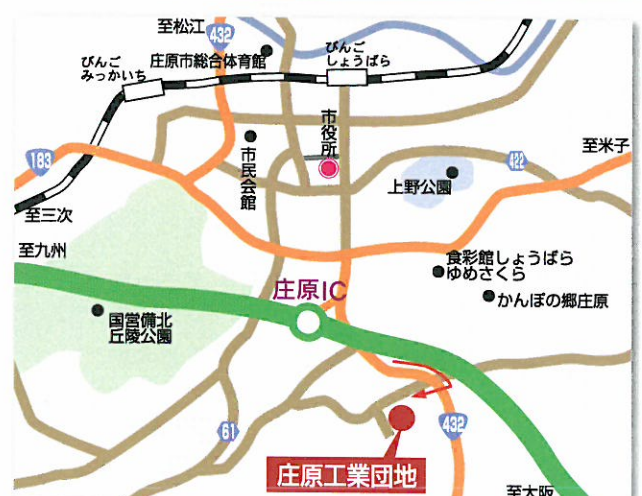 至松江
432
庄原市総合体育館
びんご
みっかいち
びんご
しょうばら
市役所
市民会館
183
至三次
至米子
422
上野公園
至九州
食彩館しょうばら
ゆめさくら
かんぽの郷庄原
庄原IC
国営備北
丘陵公園
61
432
庄原工業団地
至大阪